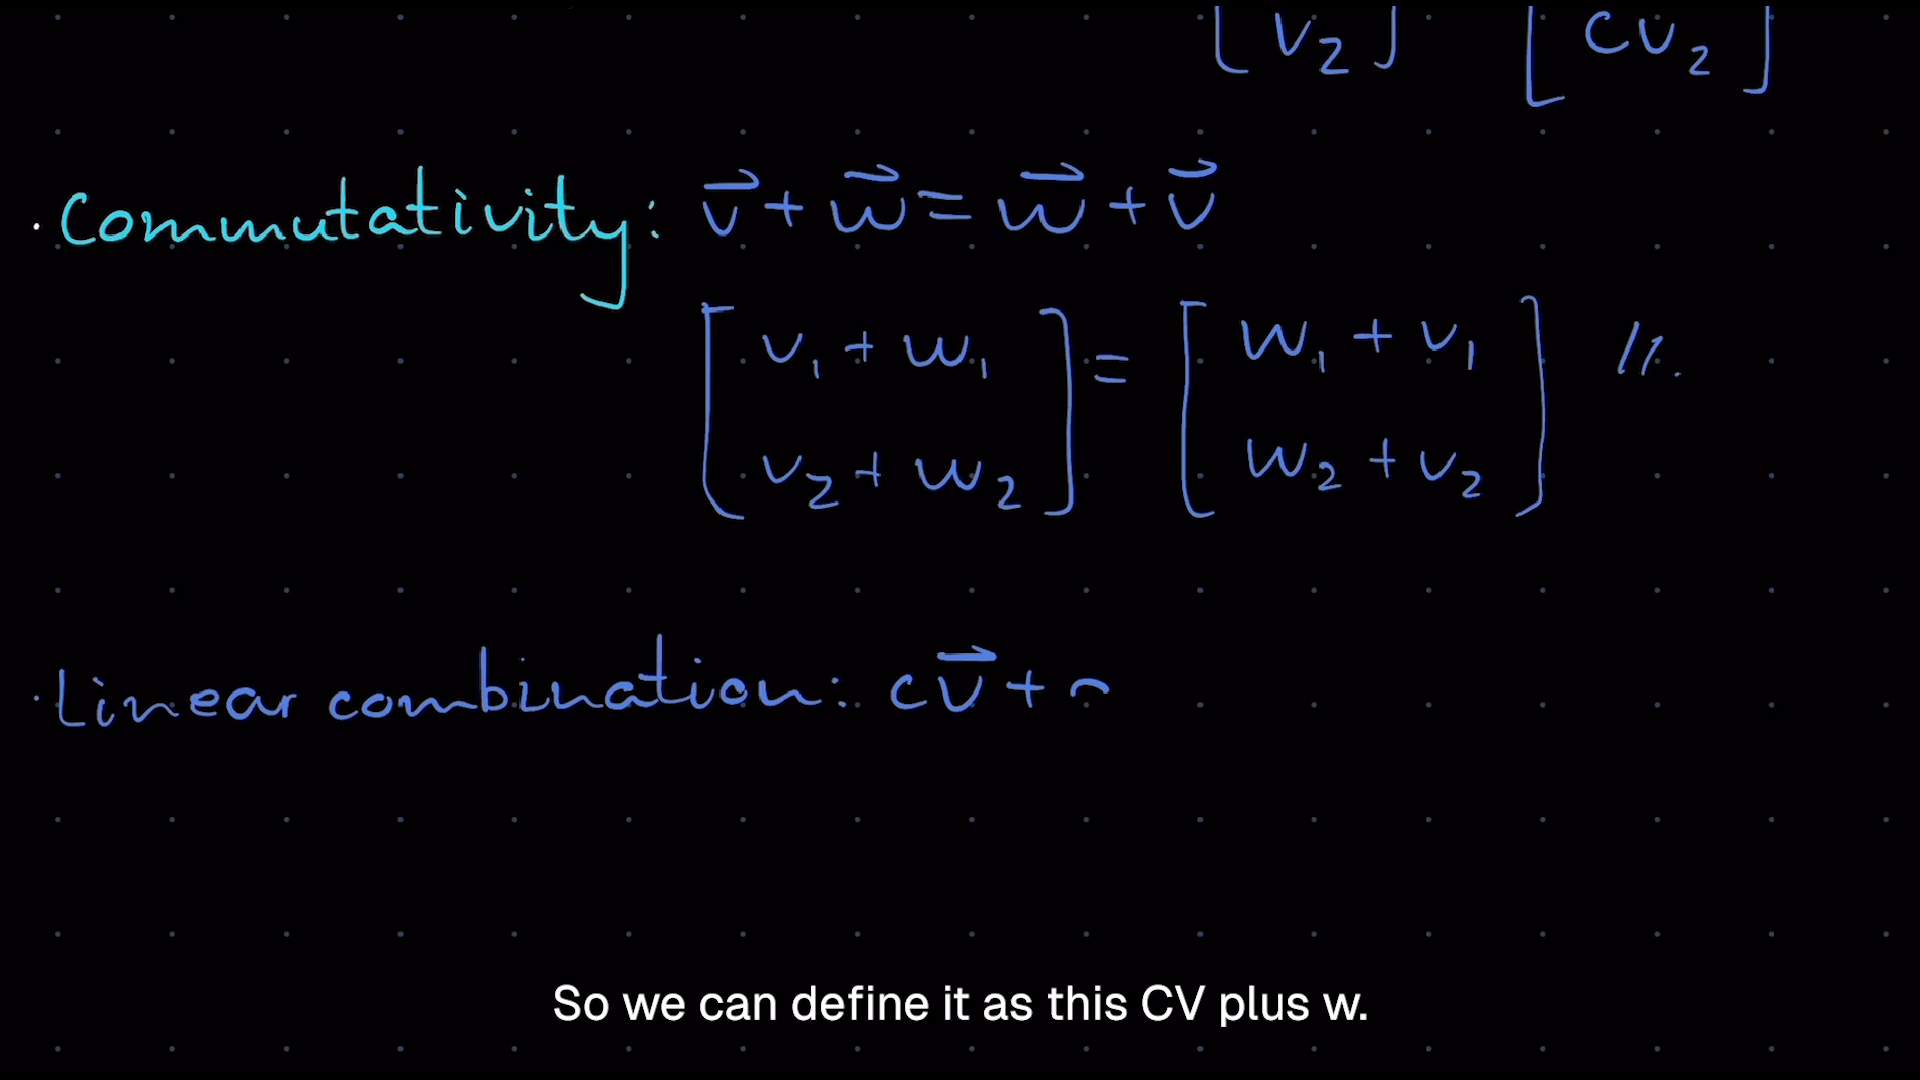 [v₂] [cv₂]
· Commutativity: v⃗ + w⃗ = w⃗ + v⃗
[v₁ + w₁] = [w₁ + v₁] //.
[v₂ + w₂] [w₂ + v₂]
· Linear combination: cv⃗ +
So we can define it as this CV plus w.